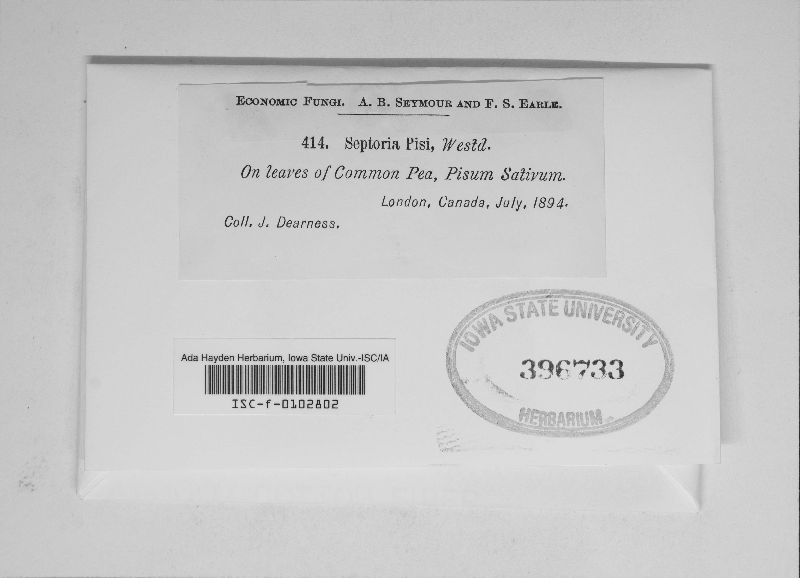 Economic Fungi. A. B. Seymour and F. S. Earle.
414. Septoria Pisi, Westd.
On leaves of Common Pea, Pisum Sativum.
London, Canada, July, 1894.
Coll. J. Dearness.
Ada Hayden Herbarium, Iowa State Univ.-ISC/IA
ISC-f-0102802
IOWA STATE UNIVERSITY
396733
HERBARIUM